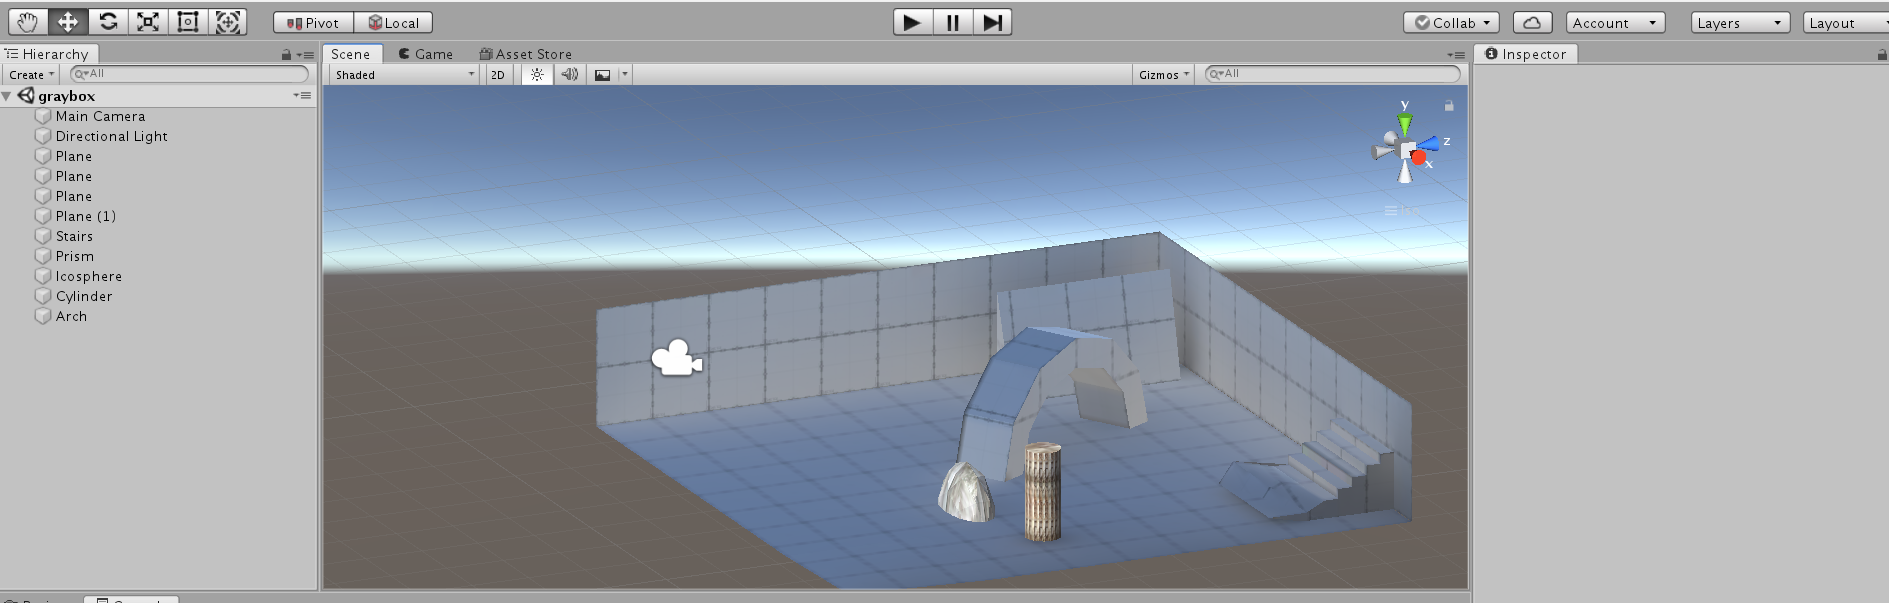 Pivot Local Collab Account Layers Layout
Hierarchy Scene Game Asset Store Inspector
Create All Shaded 2D Gizmos All
graybox
Main Camera
Directional Light
Plane
Plane
Plane
Plane (1)
Stairs
Prism
Icosphere
Cylinder
Arch
y
z
x